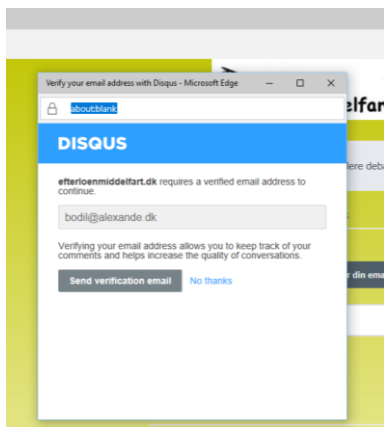 Verify your email address with Disqus - Microsoft Edge
about:blank
elfar
DISQUS
lere deba
efterloenmiddelfart.dk requires a verified email address to
continue.
bodil@alexande.dk
Verifying your email address allows you to keep track of your
comments and helps increase the quality of conversations.
r din ema
Send verification email No thanks